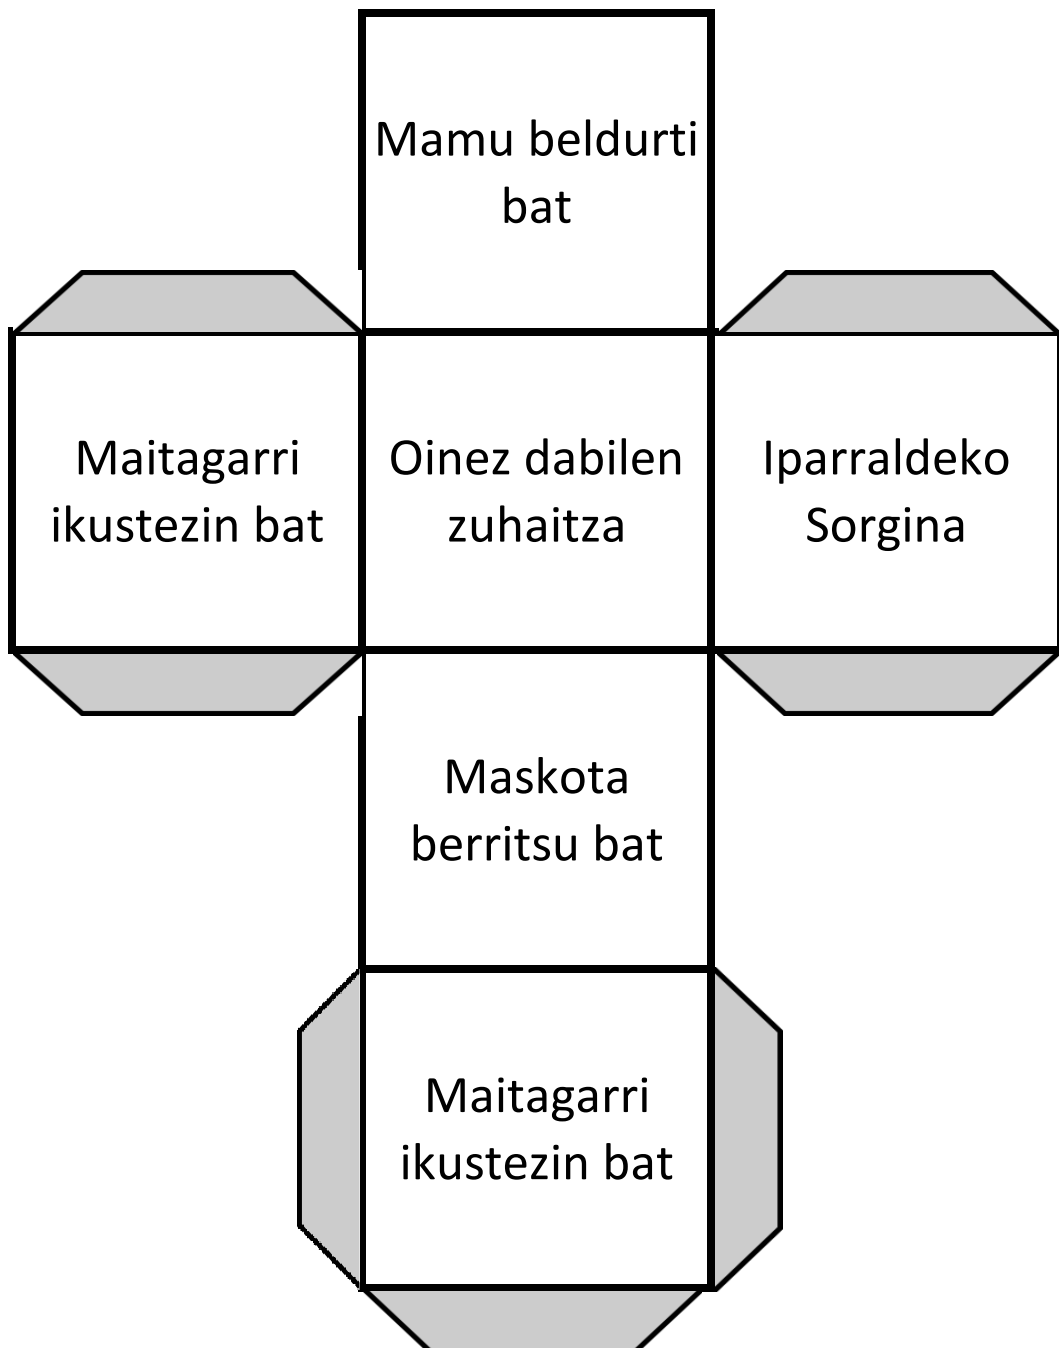 Mamu beldurti
bat
Maitagarri
ikustezin bat
Oinez dabilen
zuhaitza
Iparraldeko
Sorgina
Maskota
berritsu bat
Maitagarri
ikustezin bat